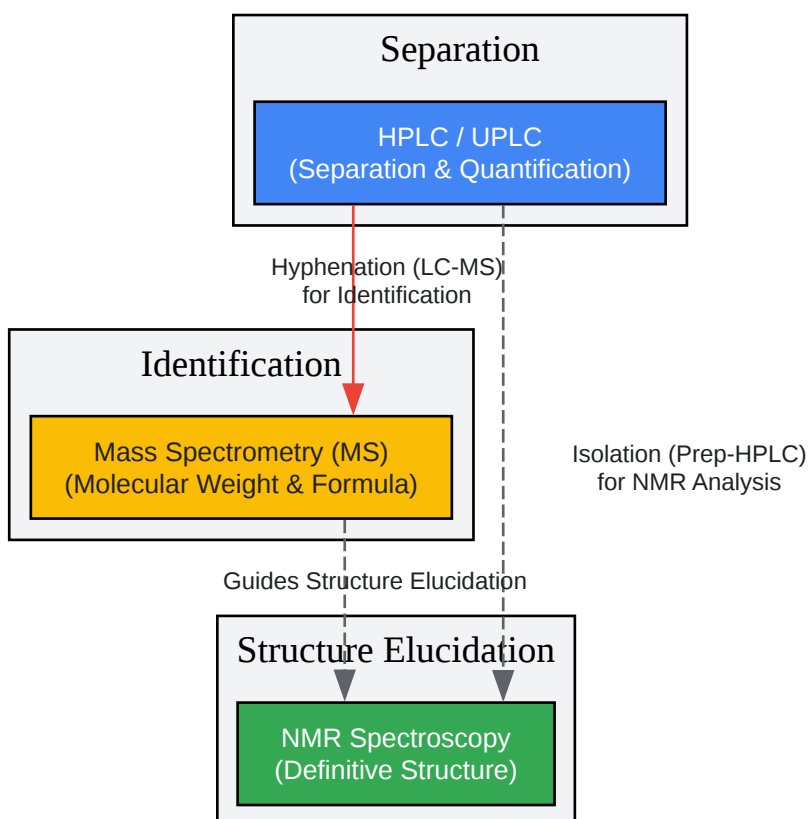 Separation
HPLC / UPLC
(Separation & Quantification)
Hyphenation (LC-MS)
for Identification
Identification
Mass Spectrometry (MS)
(Molecular Weight & Formula)
Isolation (Prep-HPLC)
for NMR Analysis
Guides Structure Elucidation
Structure Elucidation
NMR Spectroscopy
(Definitive Structure)